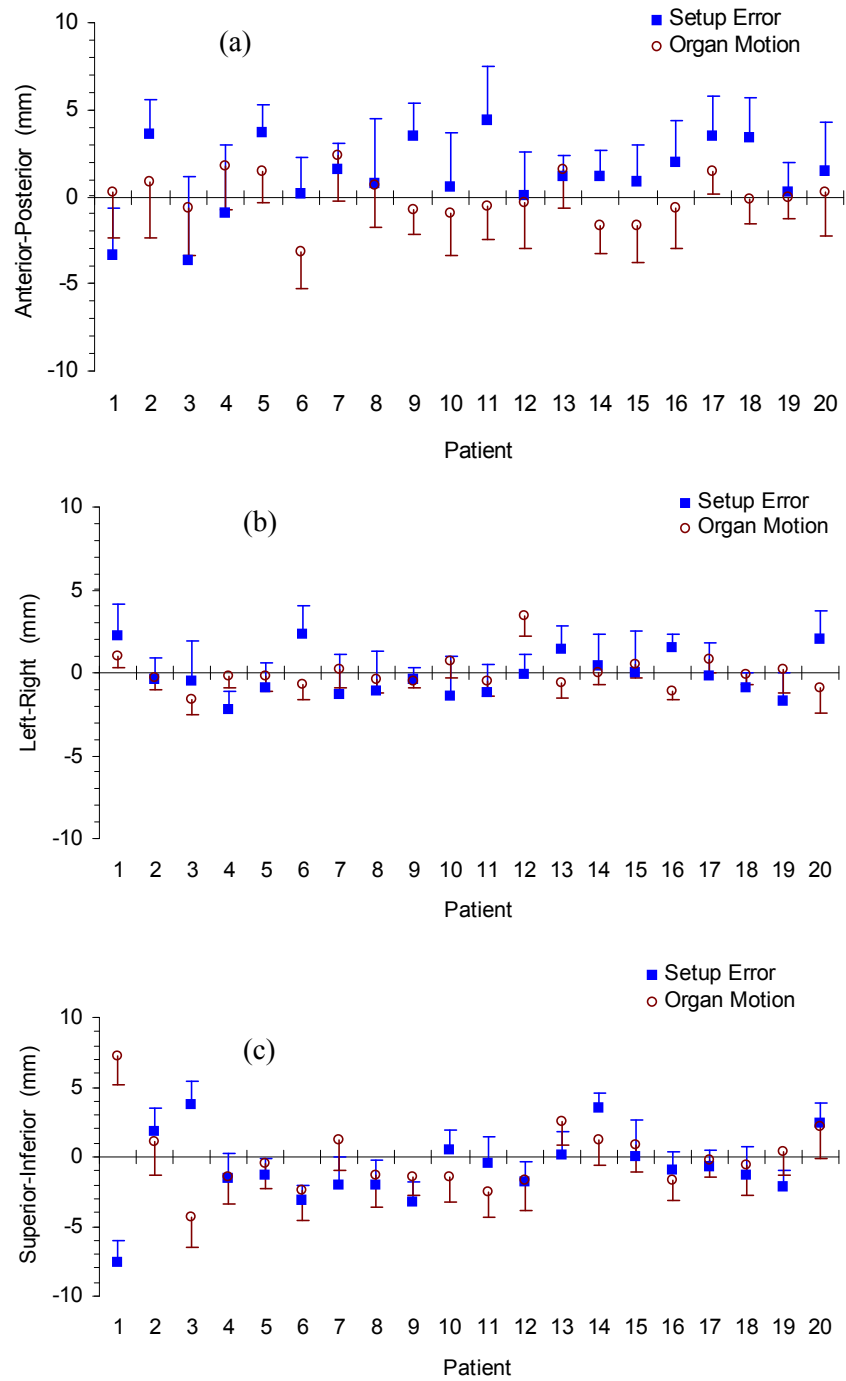 10
(a)
Setup Error
Organ Motion
5
0
-5
-10
Anterior-Posterior (mm)
1 2 3 4 5 6 7 8 9 10 11 12 13 14 15 16 17 18 19 20
Patient
10
(b)
Setup Error
Organ Motion
5
0
-5
-10
Left-Right (mm)
1 2 3 4 5 6 7 8 9 10 11 12 13 14 15 16 17 18 19 20
Patient
Setup Error
Organ Motion
10
(c)
5
0
-5
-10
Superior-Inferior (mm)
1 2 3 4 5 6 7 8 9 10 11 12 13 14 15 16 17 18 19 20
Patient